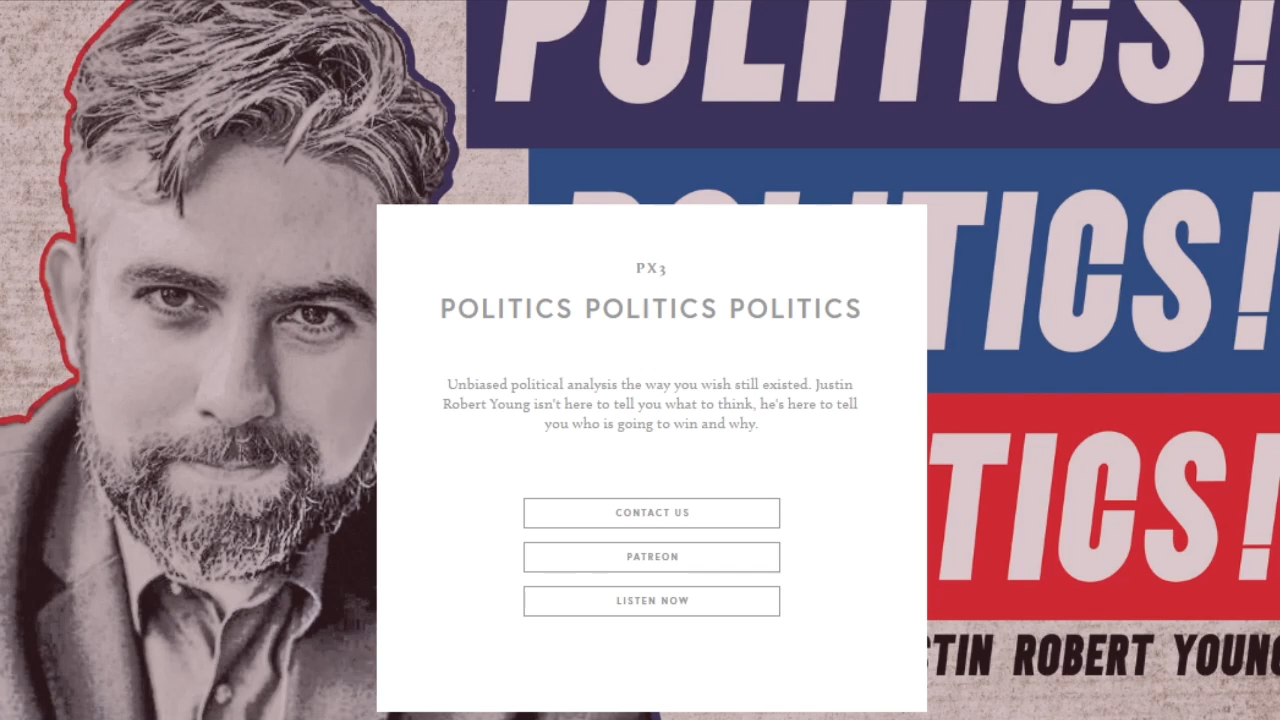 POLITICS!
POLITICS!
PX3
POLITICS POLITICS POLITICS
Unbiased political analysis the way you wish still existed. Justin
Robert Young isn't here to tell you what to think, he's here to tell
you who is going to win and why.
TICS!
CONTACT US
PATREON
LISTEN NOW
STIN ROBERT YOUNG